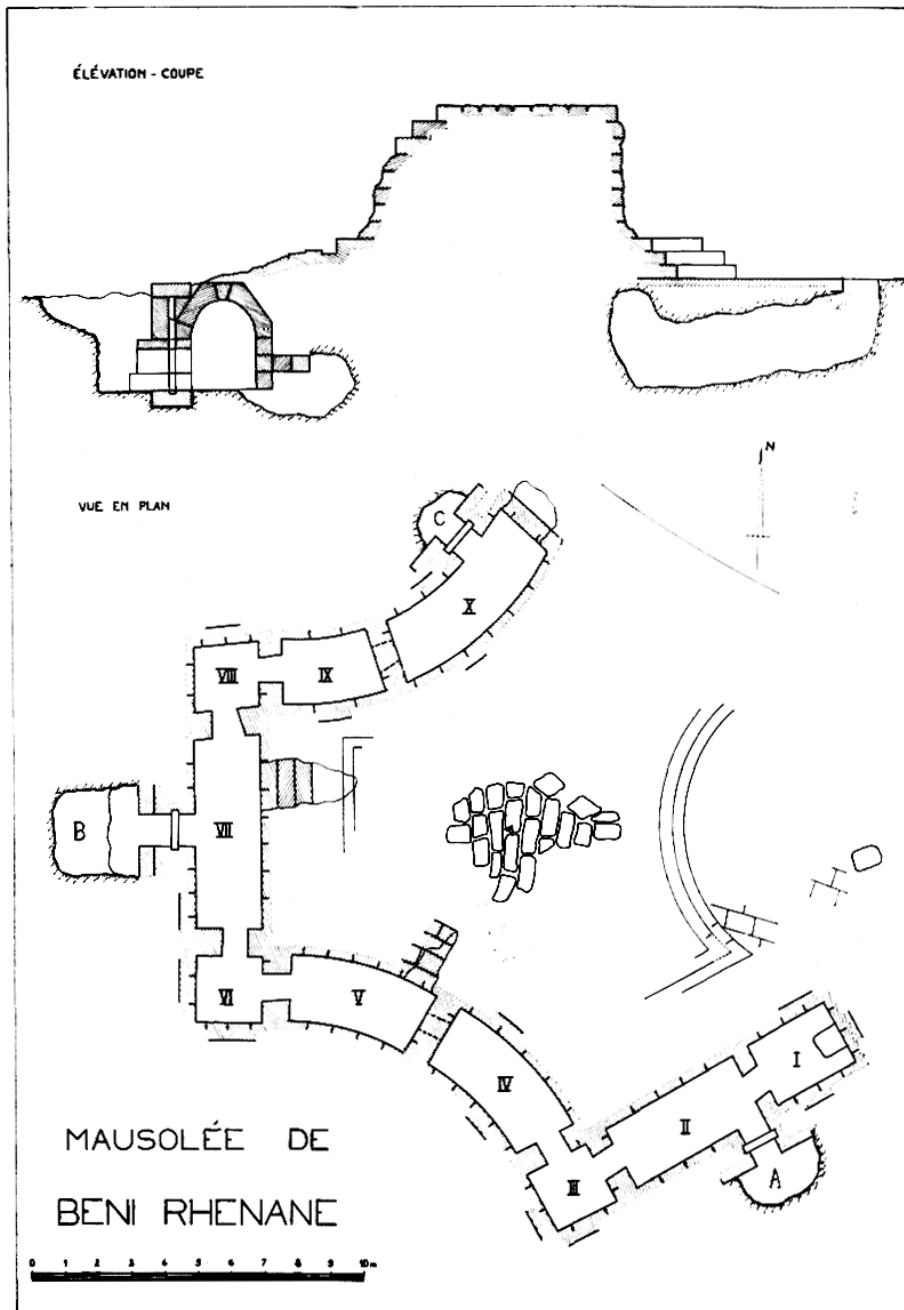 ÉLÉVATION - COUPE
N
VUE EN PLAN
C
X
VIII
IX
B
VII
VI
V
IV
I
II
A
III
MAUSOLÉE DE
BENI RHENANE
0 1 2 3 4 5 6 7 8 9 10m